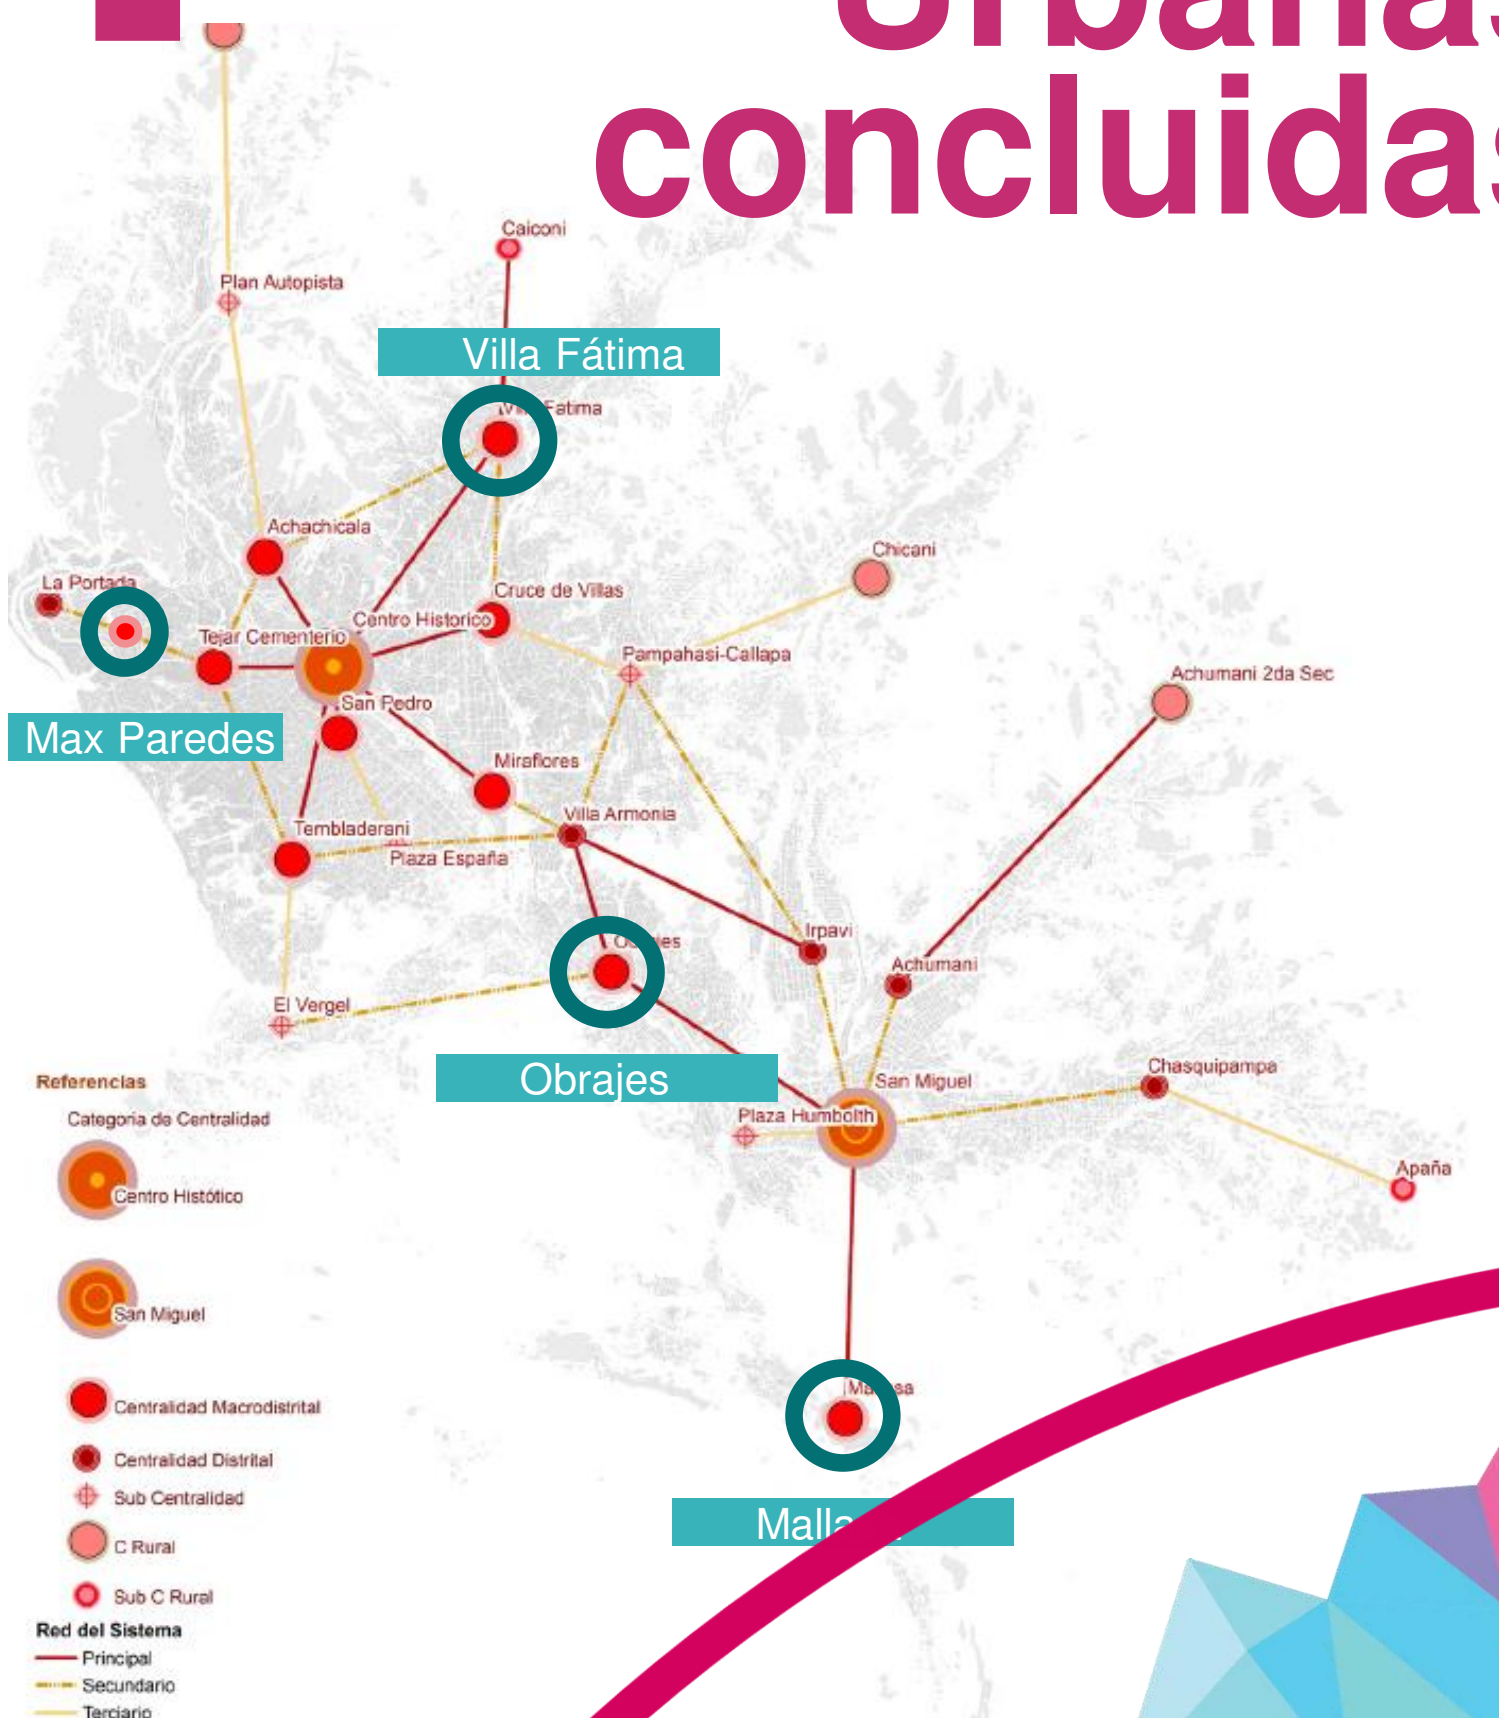 concluidas
Caiconi
Plan Autopista
Villa Fátima
Fatima
Achachicala
Chicani
La Portada
Cruce de Villas
Centro Historico
Tejar Cementerio
Pampahasi-Callapa
Achumani 2da Sec
San Pedro
Max Paredes
Miraflores
Villa Armonia
Tembladerani
Plaza España
Irpavi
Achumani
El Vergel
Obrajes
Chasquipampa
San Miguel
Plaza Humbolth
Apaña
Referencias
Categoria de Centralidad
Centro Histótico
San Miguel
Centralidad Macrodistrital
Centralidad Distrital
Sub Centralidad
C Rural
Sub C Rural
Red del Sistema
Principal
Secundario
Terciario